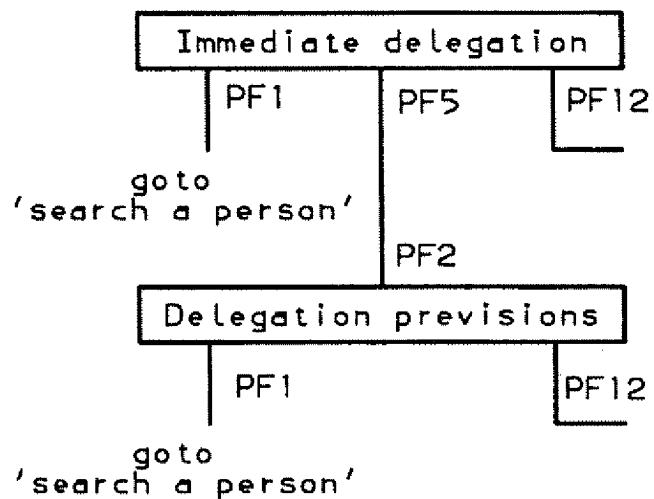 Immediate delegation
PF1 PF5 PF12
goto
'search a person'
PF2
Delegation previsions
PF1 PF12
goto
'search a person'